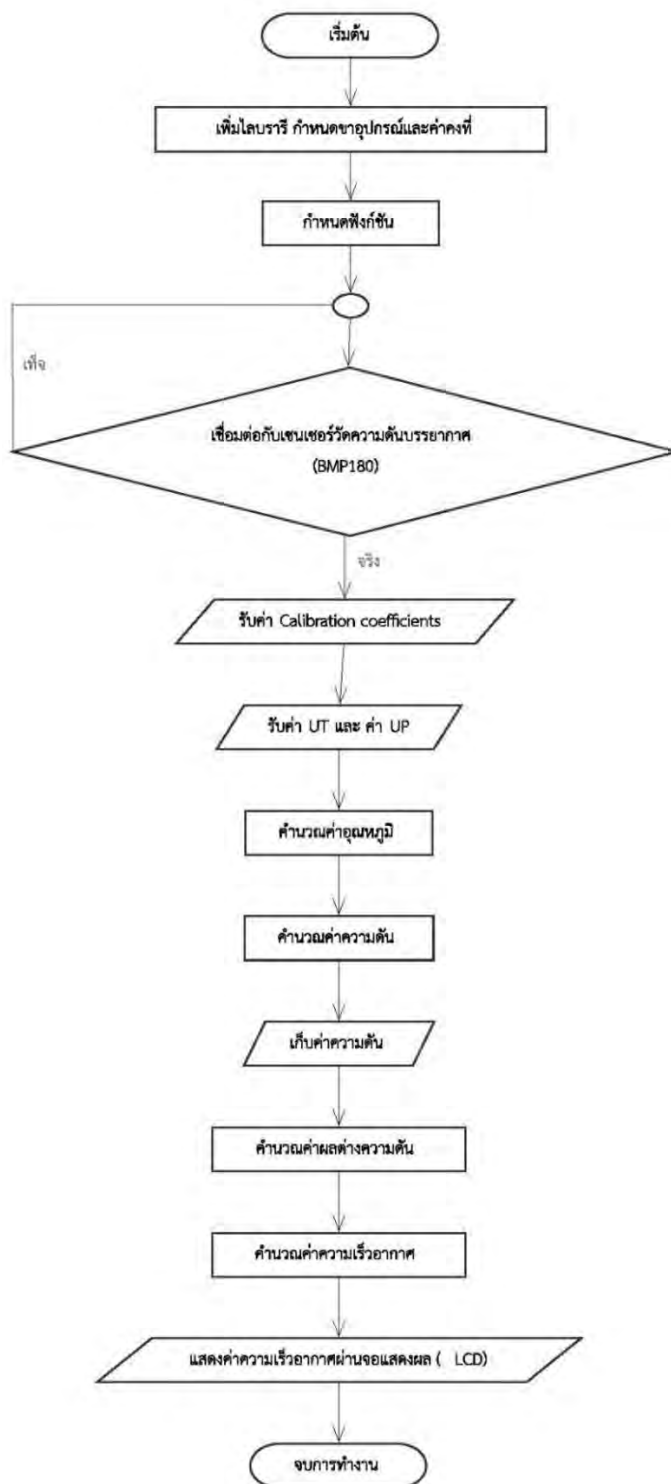 เริ่มต้น
เพิ่มไลบรารี กำหนดขาอุปกรณ์และค่าคงที่
กำหนดฟังก์ชัน
เท็จ
เชื่อมต่อกับเซนเซอร์วัดความดันบรรยากาศ
(BMP180)
จริง
รับค่า Calibration coefficients
รับค่า UT และ ค่า UP
คำนวณค่าอุณหภูมิ
คำนวณค่าความดัน
เก็บค่าความดัน
คำนวณค่าผลต่างความดัน
คำนวณค่าความเร็วอากาศ
แสดงค่าความเร็วอากาศผ่านจอแสดงผล ( LCD)
จบการทำงาน